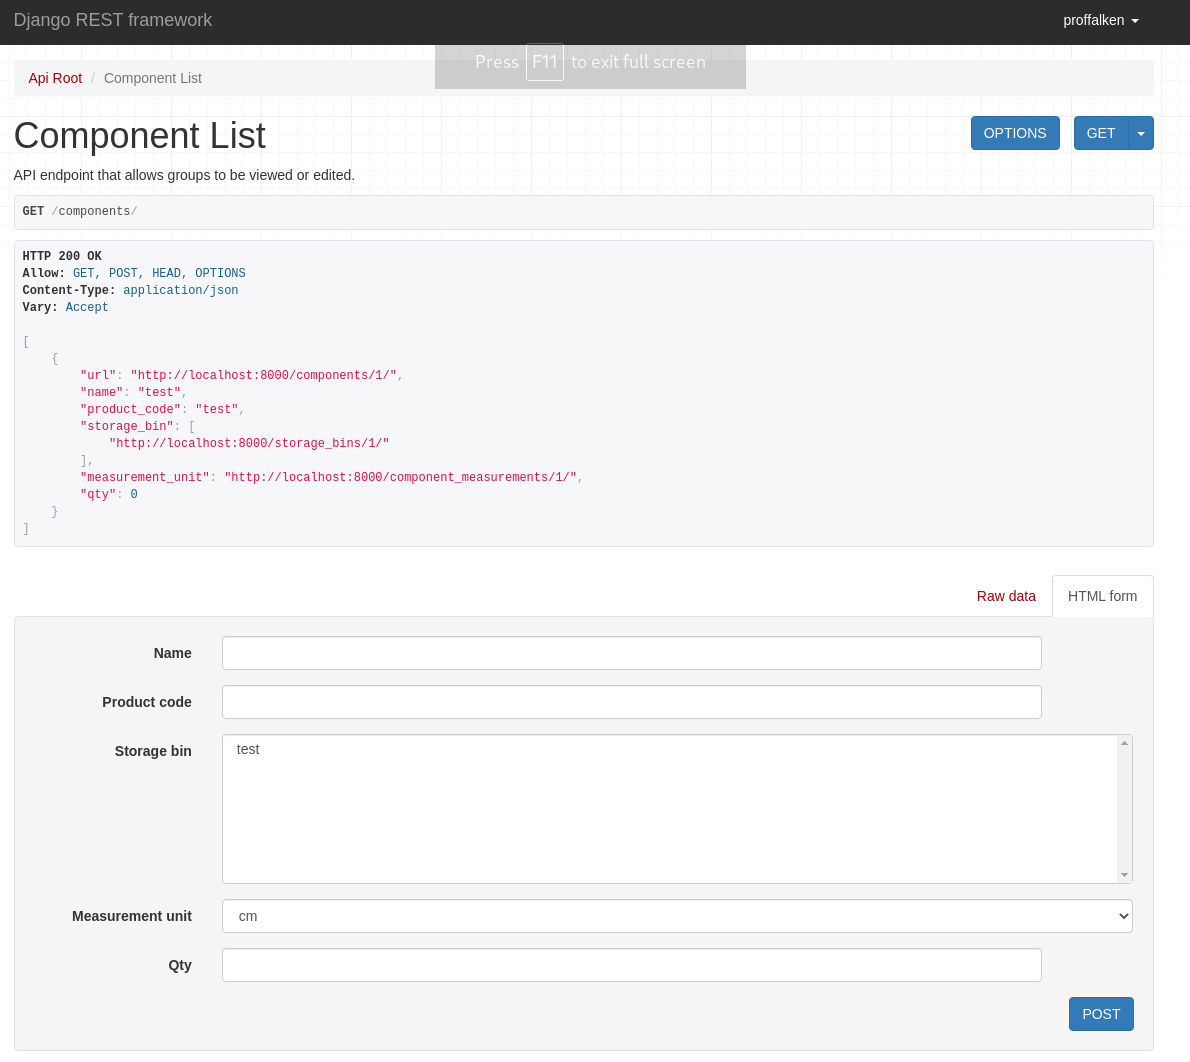 Django REST framework
proffalken
Press F11 to exit full screen
Api Root / Component List
Component List
OPTIONS
GET
API endpoint that allows groups to be viewed or edited.
GET /components/
HTTP 200 OK
Allow: GET, POST, HEAD, OPTIONS
Content-Type: application/json
Vary: Accept
[
    {
        "url": "http://localhost:8000/components/1/",
        "name": "test",
        "product_code": "test",
        "storage_bin": [
            "http://localhost:8000/storage_bins/1/"
        ],
        "measurement_unit": "http://localhost:8000/component_measurements/1/",
        "qty": 0
    }
]
Raw data
HTML form
Name
Product code
Storage bin
test
Measurement unit
cm
Qty
POST